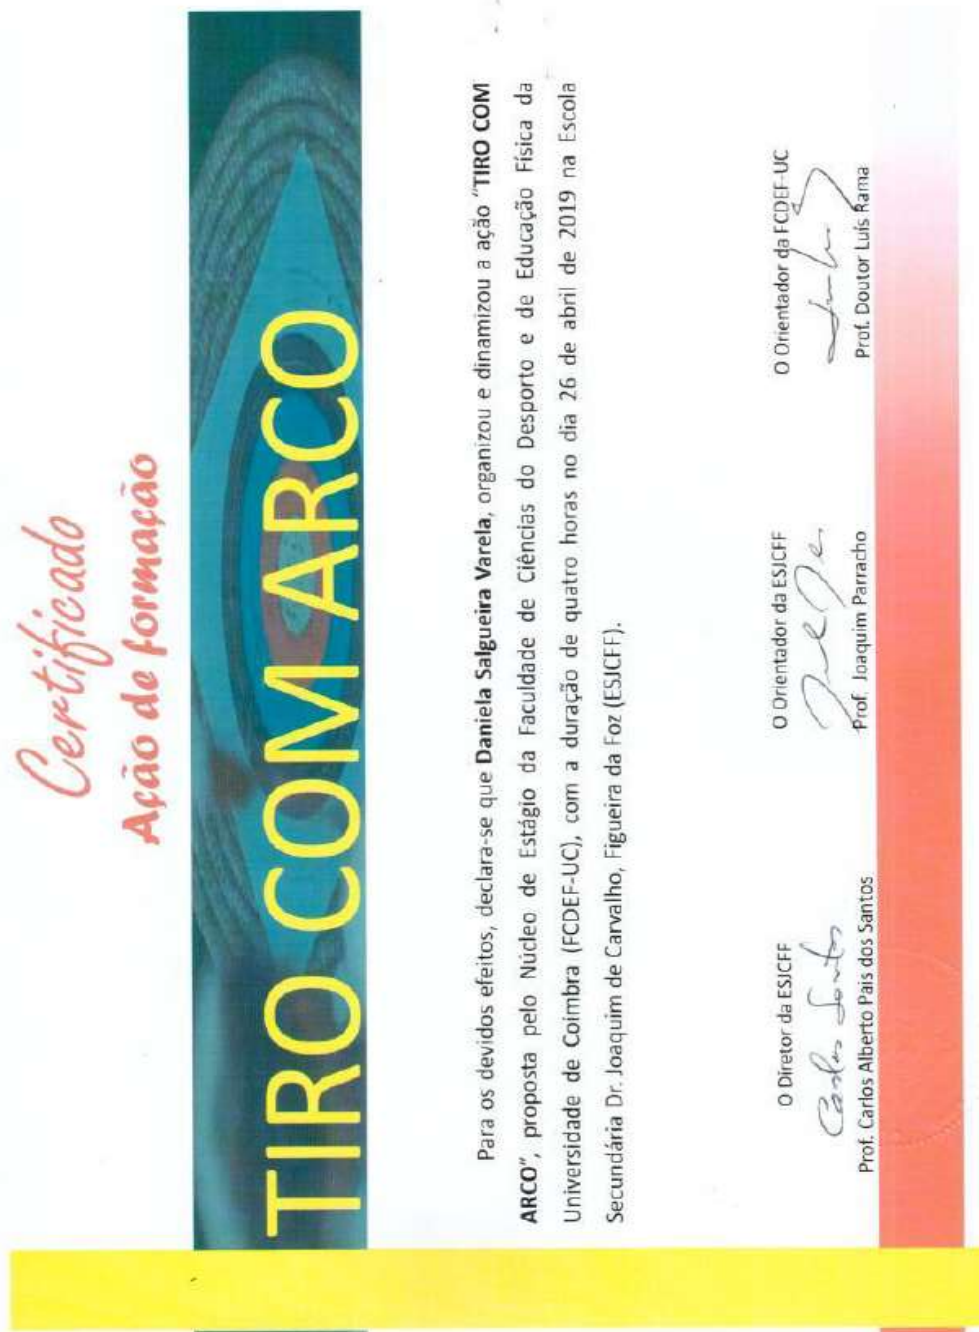 Certificado
Ação de formação
TIRO COM ARCO
Para os devidos efeitos, declara-se que Daniela Salgueira Varela, organizou e dinamizou a ação "TIRO COM
ARCO", proposta pelo Núcleo de Estágio da Faculdade de Ciências do Desporto e de Educação Física da
Universidade de Coimbra (FCDEF-UC), com a duração de quatro horas no dia 26 de abril de 2019 na Escola
Secundária Dr. Joaquim de Carvalho, Figueira da Foz (ESJCFF).
O Diretor da ESJCFF
Carlos Santos
Prof. Carlos Alberto Pais dos Santos
O Orientador da ESJCFF
Prof. Joaquim Parracho
O Orientador da FCDEF-UC
Prof. Doutor Luís Rama